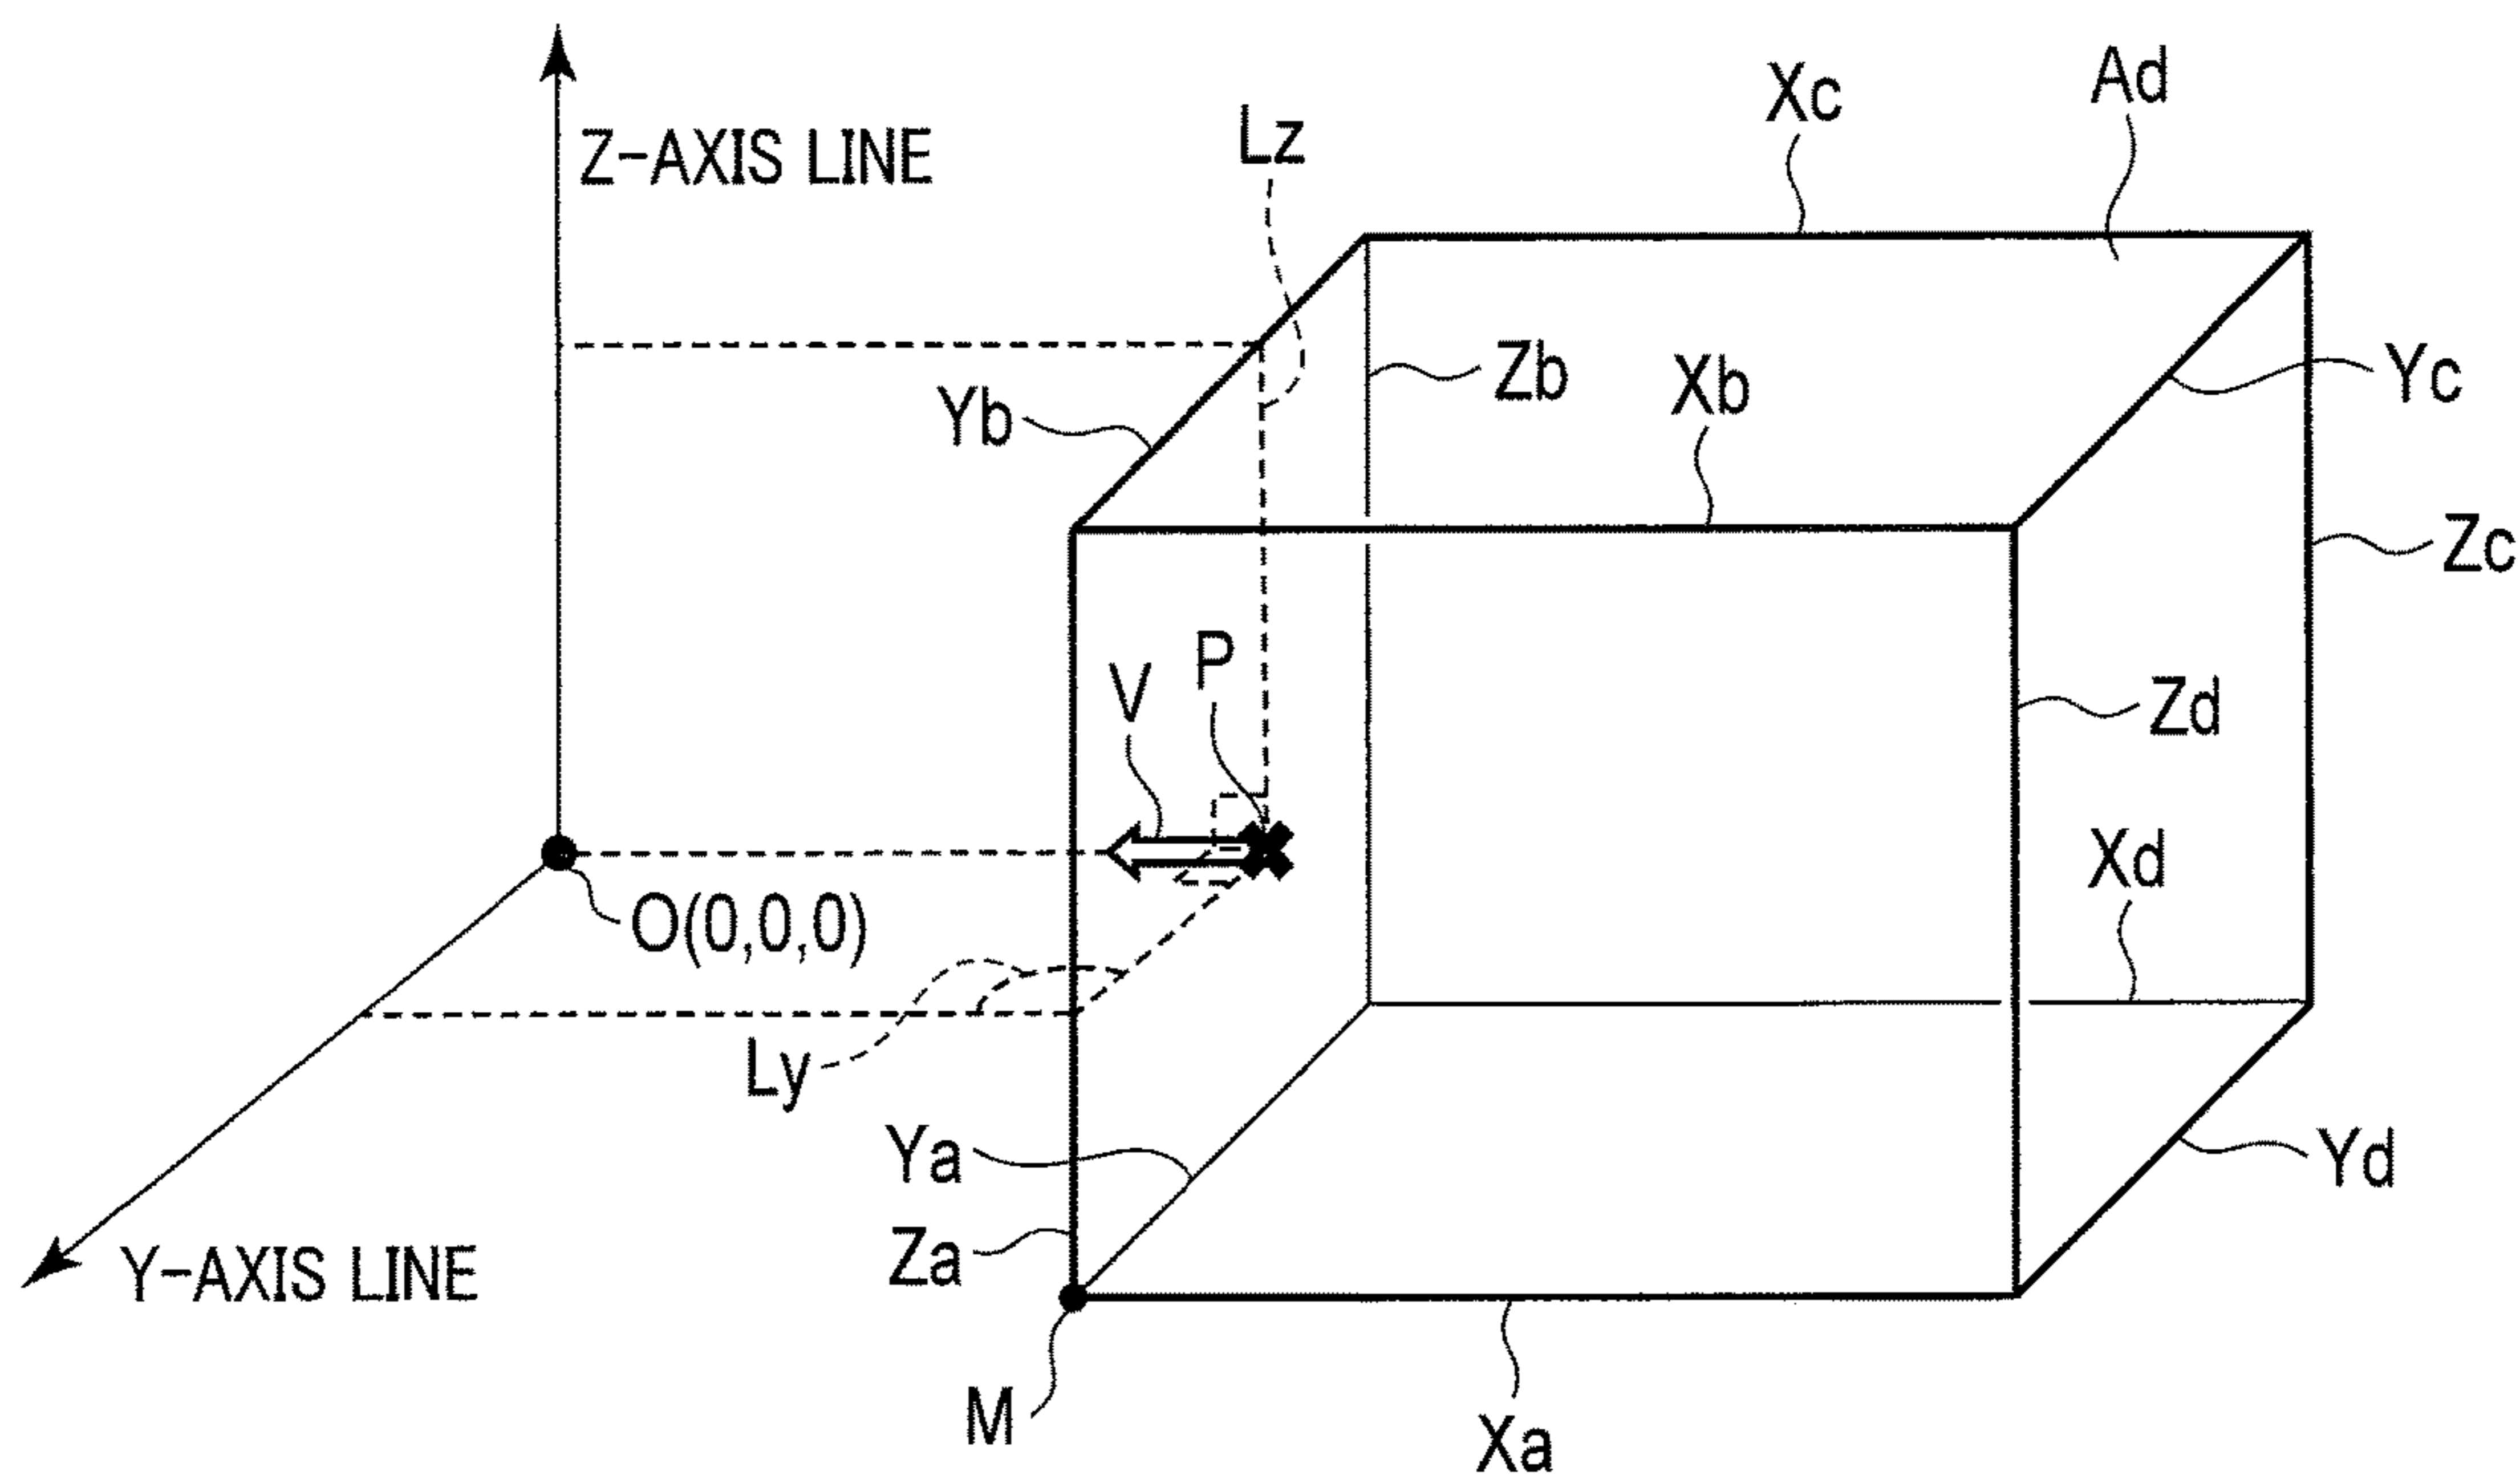 Ad
Xc
Lz
Z-AXIS LINE
Zb
Xb
Yc
Yb
Zc
P
V
Zd
Xd
O(0,0,0)
Ly
Ya
Yd
Za
Y-AXIS LINE
M
Xa